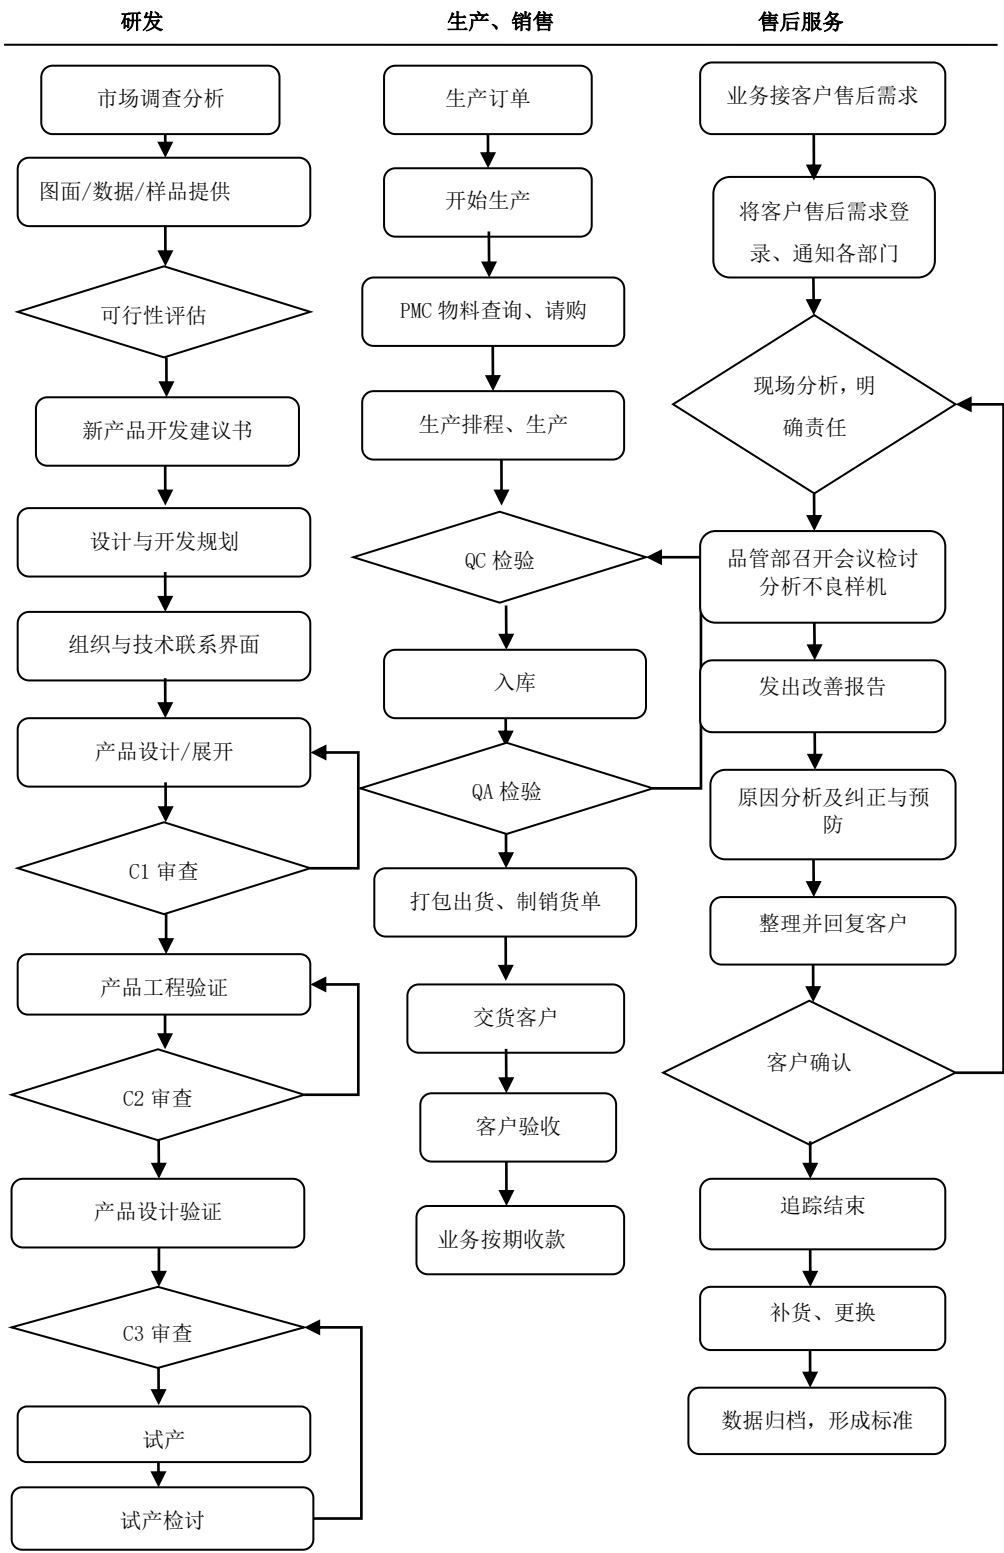 研发
生产、销售
售后服务
市场调查分析
图面/数据/样品提供
可行性评估
新产品开发建议书
设计与开发规划
组织与技术联系界面
产品设计/展开
C1 审查
产品工程验证
C2 审查
产品设计验证
C3 审查
试产
试产检讨
生产订单
开始生产
PMC 物料查询、请购
生产排程、生产
QC 检验
入库
QA 检验
打包出货、制销货单
交货客户
客户验收
业务按期收款
业务接客户售后需求
将客户售后需求登
录、通知各部门
现场分析,明
确责任
品管部召开会议检讨
分析不良样机
发出改善报告
原因分析及纠正与预
防
整理并回复客户
客户确认
追踪结束
补货、更换
数据归档，形成标准